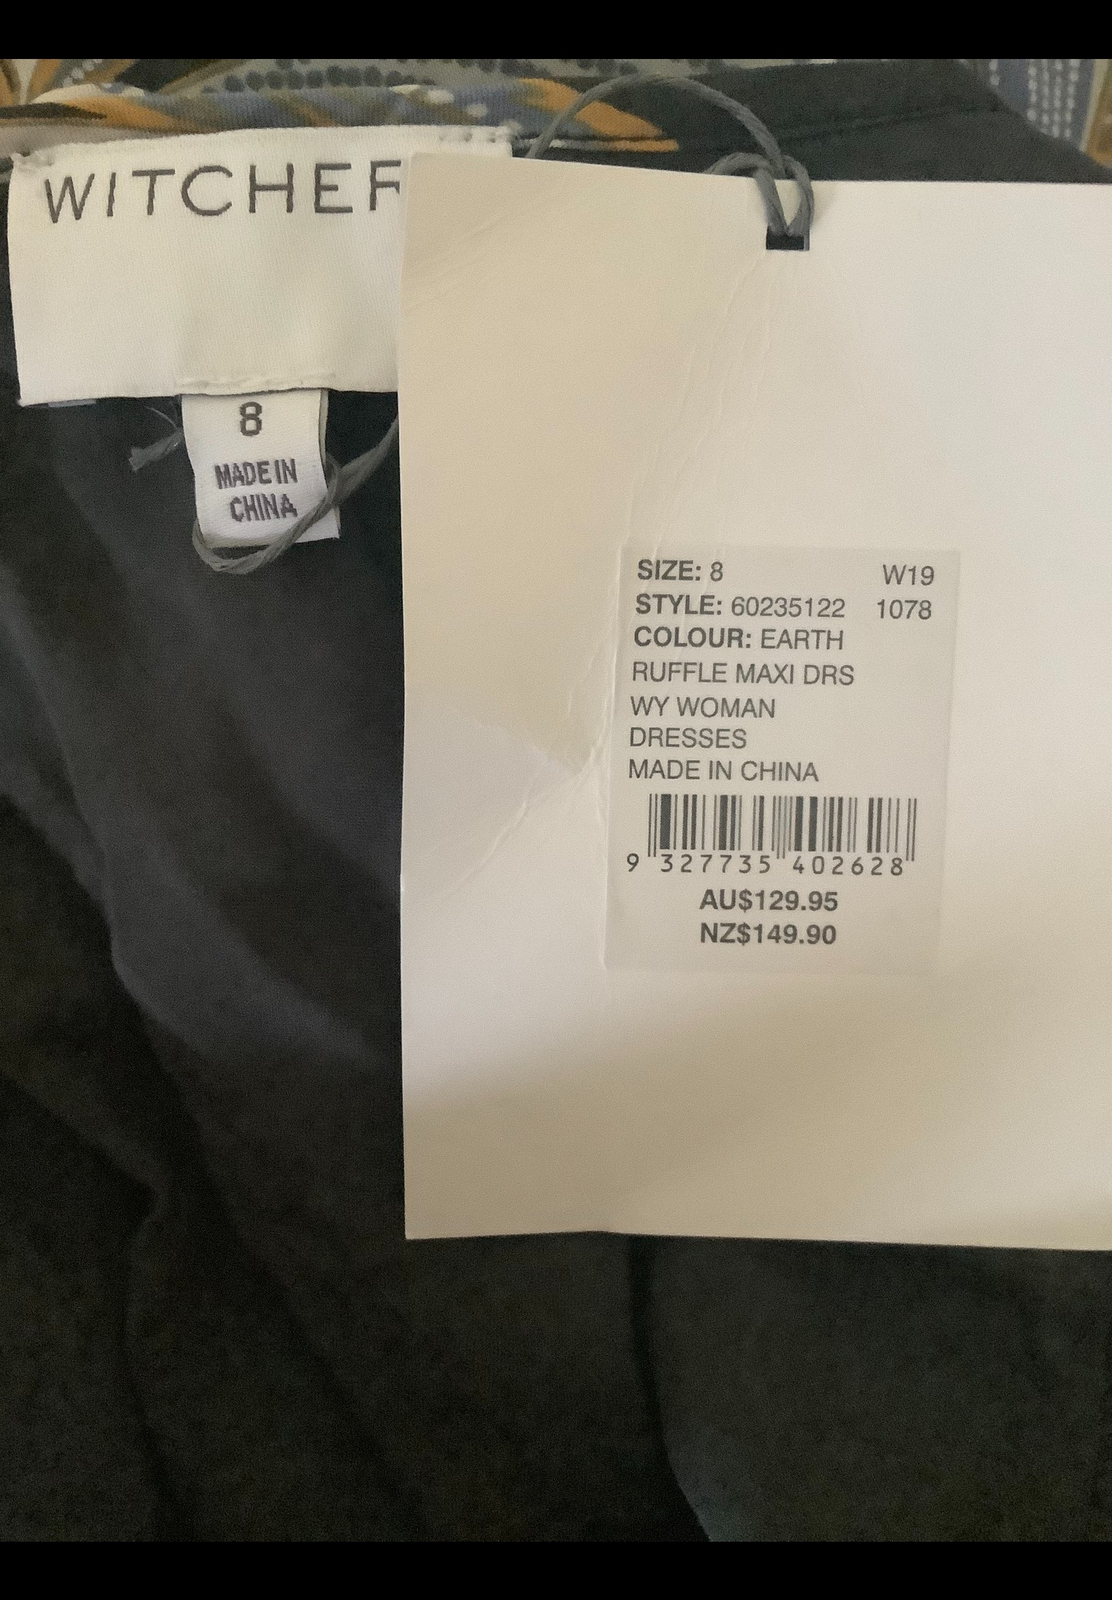 WITCHER
8
MADE IN
CHINA
SIZE: 8 W19
STYLE: 60235122 1078
COLOUR: EARTH
RUFFLE MAXI DRS
WY WOMAN
DRESSES
MADE IN CHINA
9 327735 402628
AU$129.95
NZ$149.90